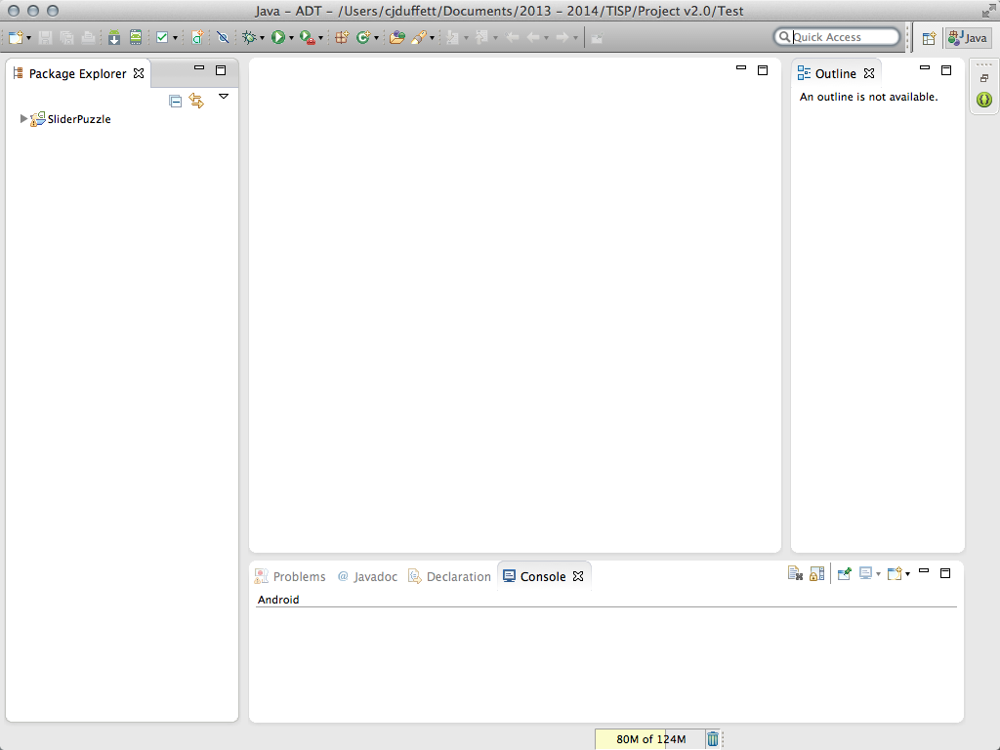 Java - ADT - /Users/cjduffett/Documents/2013 - 2014/TISP/Project v2.0/Test
Quick Access
Java
Package Explorer
Outline
An outline is not available.
SliderPuzzle
Problems
@ Javadoc
Declaration
Console
Android
80M of 124M